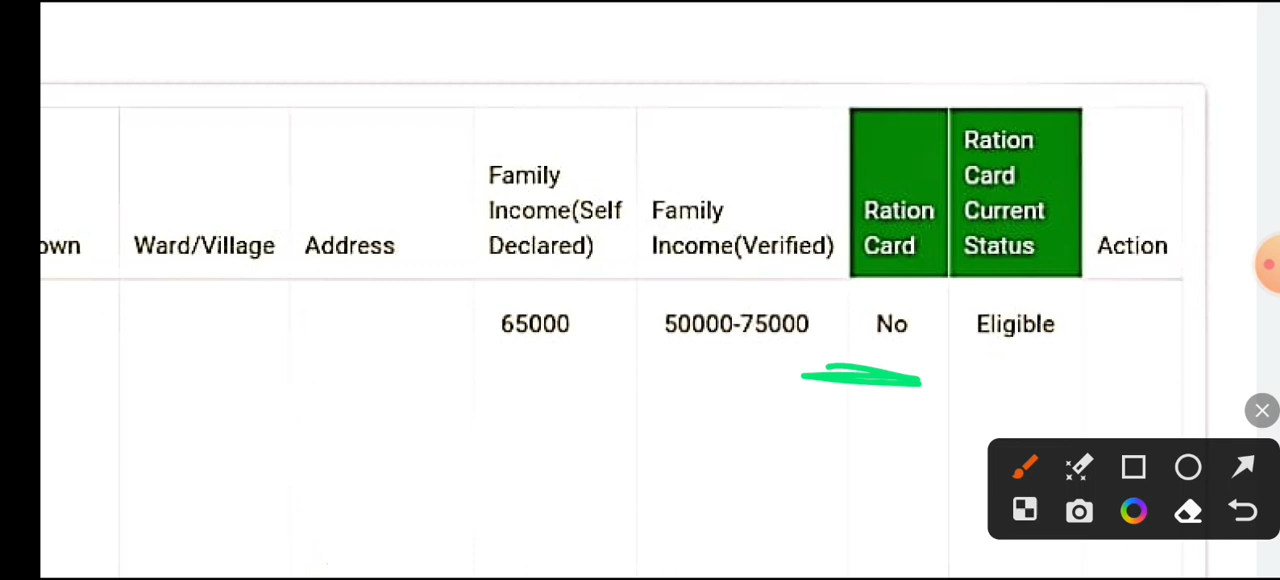 own
Ward/Village
Address
Family
Income(Self
Declared)
Family
Income(Verified)
Ration
Card
Ration
Card
Current
Status
Action
65000
50000-75000
No
Eligible